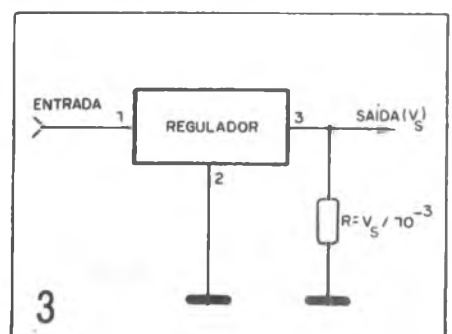 ENTRADA
1
REGULADOR
3
SAÍDA (VS)
2
R=VS / 10⁻³
3